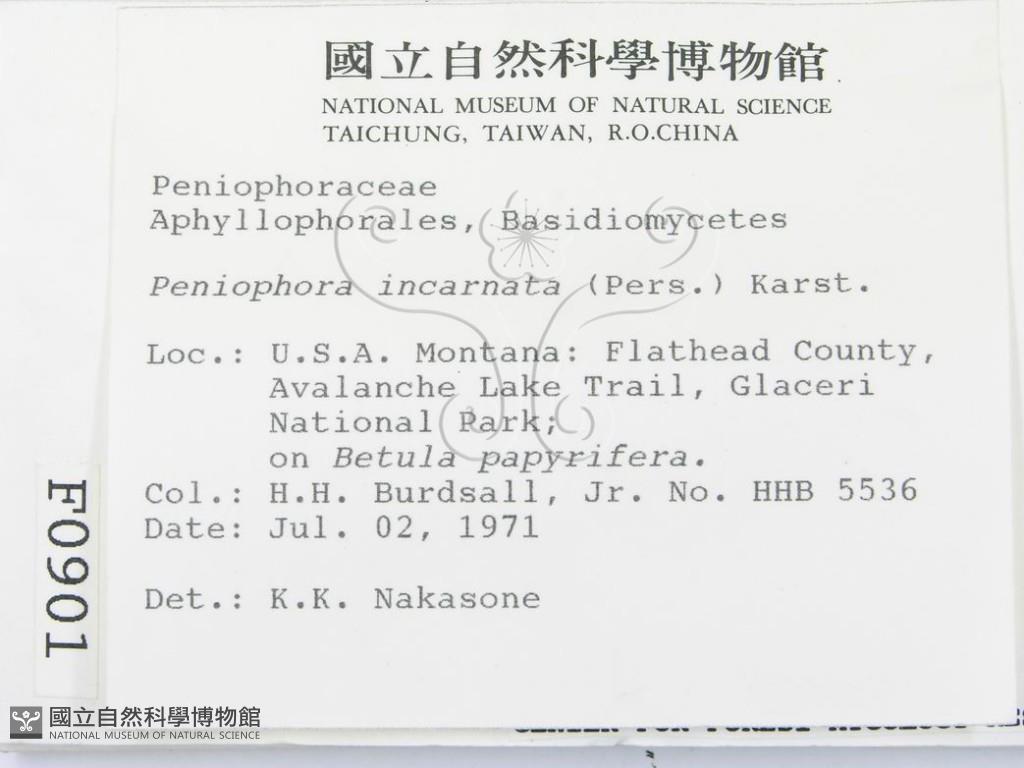 國立自然科學博物館
NATIONAL MUSEUM OF NATURAL SCIENCE
TAICHUNG, TAIWAN, R.O.CHINA
Peniophoraceae
Aphyllophorales, Basidiomycetes
Peniophora incarnata (Pers.) Karst.
Loc.: U.S.A. Montana: Flathead County,
Avalanche Lake Trail, Glaceri
National Park;
on Betula papyrifera.
Col.: H.H. Burdsall, Jr. No. HHB 5536
Date: Jul. 02, 1971
Det.: K.K. Nakasone
F0901
國立自然科學博物館
NATIONAL MUSEUM OF NATURAL SCIENCE